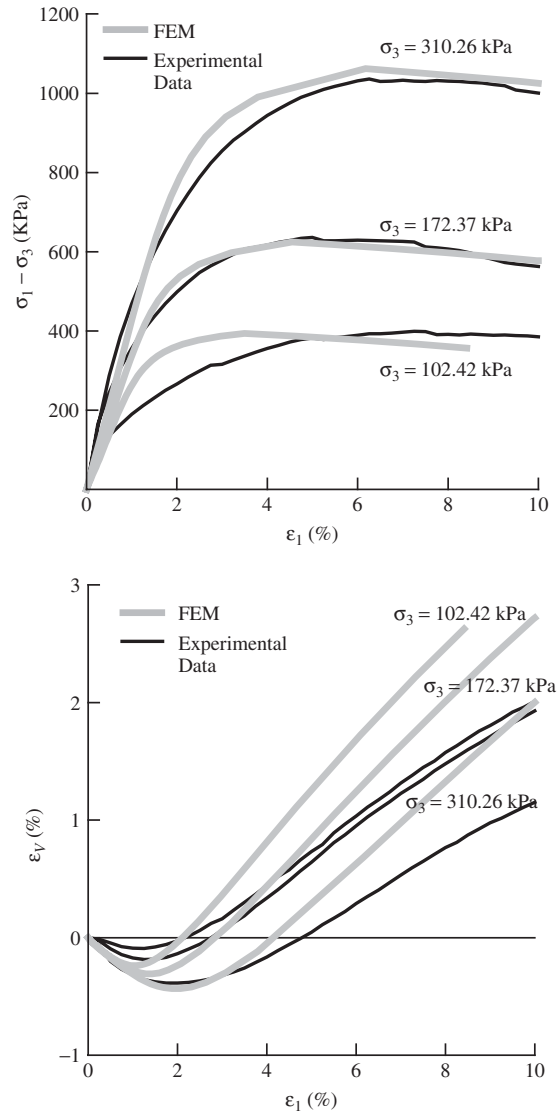 1200
FEM
Experimental
Data
σ3 = 310.26 kPa
1000
800
σ1 – σ3 (KPa)
σ3 = 172.37 kPa
600
400
σ3 = 102.42 kPa
200
0 2 4 6 8 10
ε1 (%)
3
FEM
Experimental
Data
σ3 = 102.42 kPa
σ3 = 172.37 kPa
2
εV (%)
1
σ3 = 310.26 kPa
0
–1
0 2 4 6 8 10
ε1 (%)